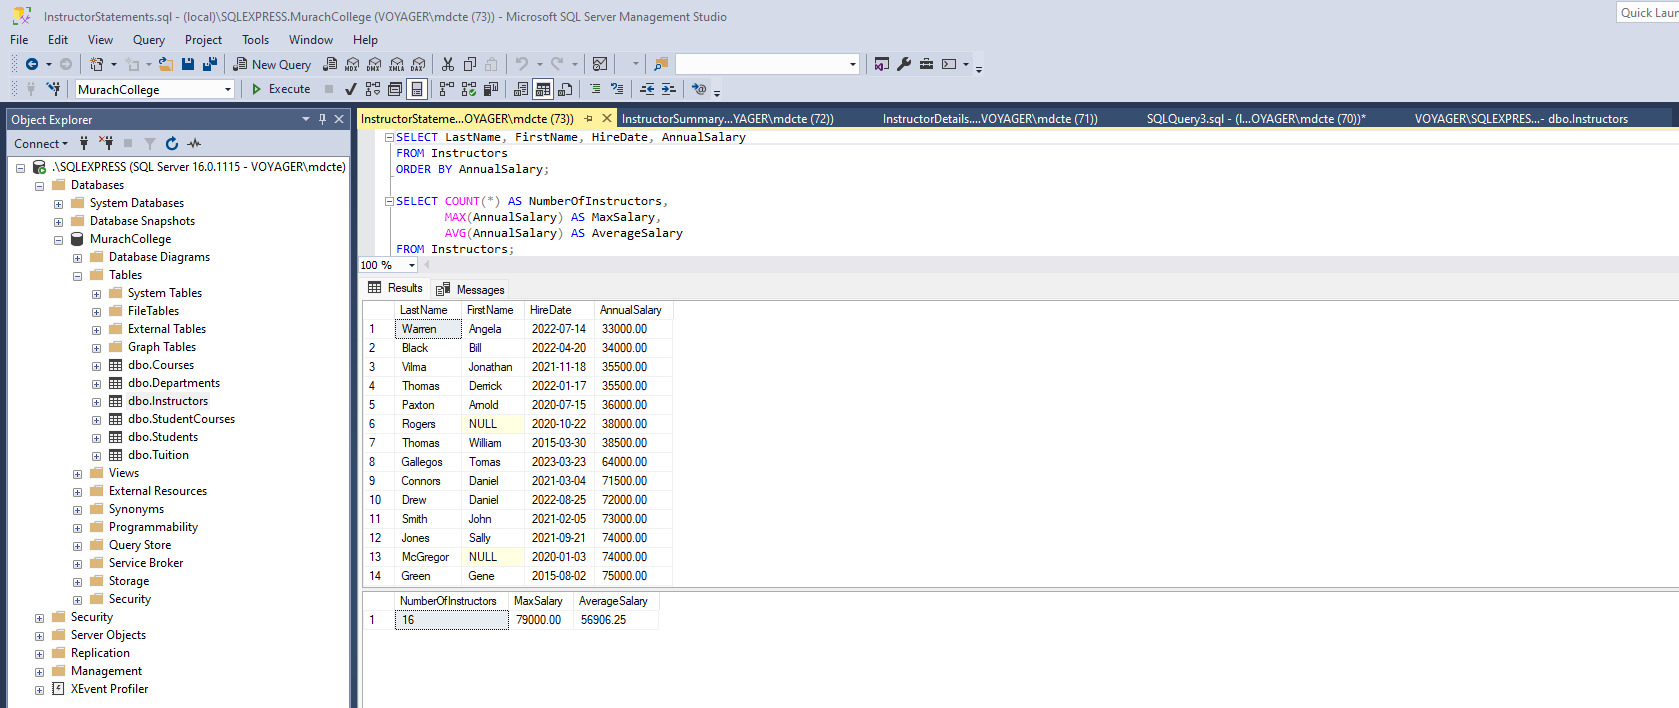 InstructorStatements.sql - (local)\SQLEXPRESS.MurachCollege (VOYAGER\mdcte (73)) - Microsoft SQL Server Management Studio
Quick Laun
File Edit View Query Project Tools Window Help
New Query MDX DMX XMLA DAX
MurachCollege Execute
Object Explorer
Connect
.\SQLEXPRESS (SQL Server 16.0.1115 - VOYAGER\mdcte)
Databases
System Databases
Database Snapshots
MurachCollege
Database Diagrams
Tables
System Tables
FileTables
External Tables
Graph Tables
dbo.Courses
dbo.Departments
dbo.Instructors
dbo.StudentCourses
dbo.Students
dbo.Tuition
Views
External Resources
Synonyms
Programmability
Query Store
Service Broker
Storage
Security
Security
Server Objects
Replication
Management
XEvent Profiler
InstructorStateme...OYAGER\mdcte (73)) InstructorSummary....YAGER\mdcte (72)) InstructorDetails....VOYAGER\mdcte (71)) SQLQuery3.sql - (l...OYAGER\mdcte (70))* VOYAGER\SQLEXPRES...- dbo.Instructors
SELECT LastName, FirstName, HireDate, AnnualSalary
FROM Instructors
ORDER BY AnnualSalary;
SELECT COUNT(*) AS NumberOfInstructors,
MAX(AnnualSalary) AS MaxSalary,
AVG(AnnualSalary) AS AverageSalary
FROM Instructors;
100 %
Results Messages
LastName FirstName HireDate AnnualSalary
1 Warren Angela 2022-07-14 33000.00
2 Black Bill 2022-04-20 34000.00
3 Vilma Jonathan 2021-11-18 35500.00
4 Thomas Derrick 2022-01-17 35500.00
5 Paxton Arnold 2020-07-15 36000.00
6 Rogers NULL 2020-10-22 38000.00
7 Thomas William 2015-03-30 38500.00
8 Gallegos Tomas 2023-03-23 64000.00
9 Connors Daniel 2021-03-04 71500.00
10 Drew Daniel 2022-08-25 72000.00
11 Smith John 2021-02-05 73000.00
12 Jones Sally 2021-09-21 74000.00
13 McGregor NULL 2020-01-03 74000.00
14 Green Gene 2015-08-02 75000.00
NumberOfInstructors MaxSalary AverageSalary
1 16 79000.00 56906.25